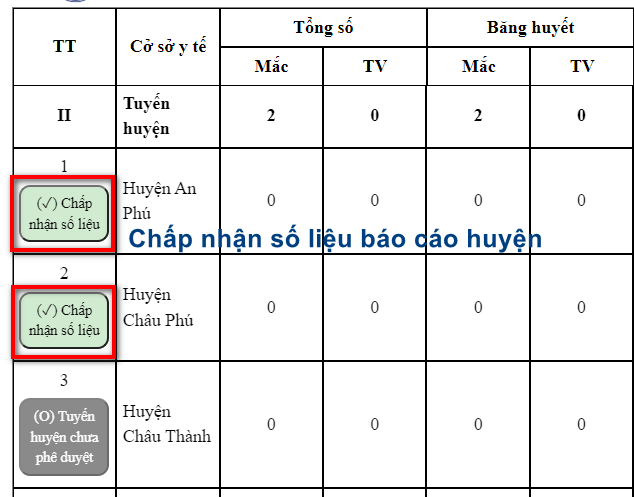 TT Cở sở y tế Tổng số Băng huyết
Mắc TV Mắc TV
II Tuyến huyện 2 0 2 0
1
(✓) Chấp
nhận số liệu
Huyện An
Phú
0 0 0 0
Chấp nhận số liệu báo cáo huyện
2
(✓) Chấp
nhận số liệu
Huyện
Châu Phú
0 0 0 0
3
(O) Tuyến
huyện chưa
phê duyệt
Huyện
Châu Thành
0 0 0 0